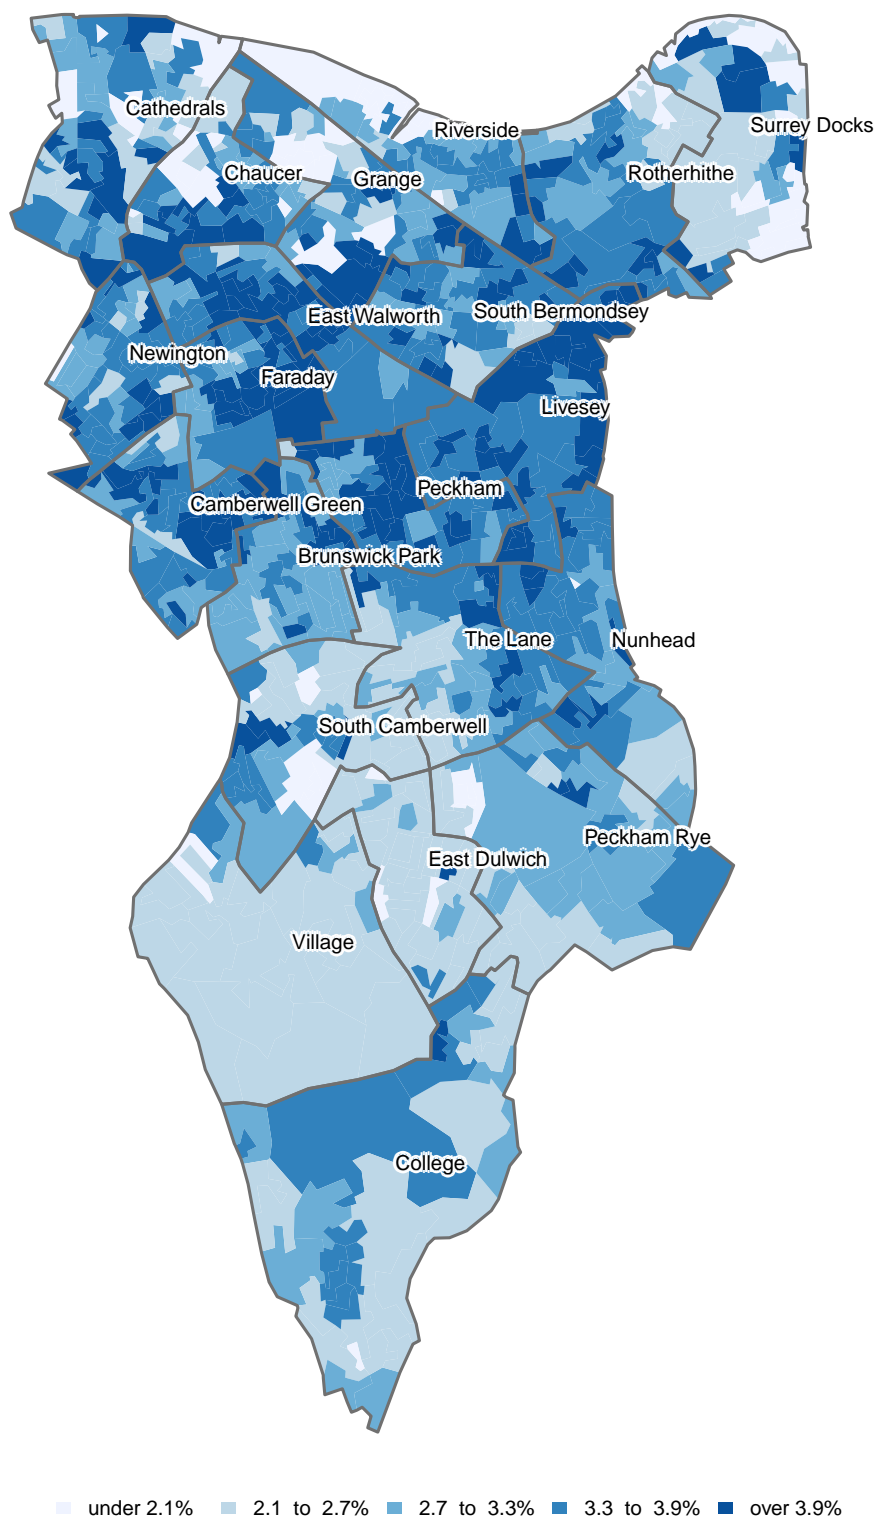 Cathedrals
Riverside
Surrey Docks
Chaucer
Grange
Rotherhithe
East Walworth
South Bermondsey
Newington
Faraday
Livesey
Peckham
Camberwell Green
Brunswick Park
The Lane
Nunhead
South Camberwell
Peckham Rye
East Dulwich
Village
College
under 2.1%
2.1 to 2.7%
2.7 to 3.3%
3.3 to 3.9%
over 3.9%